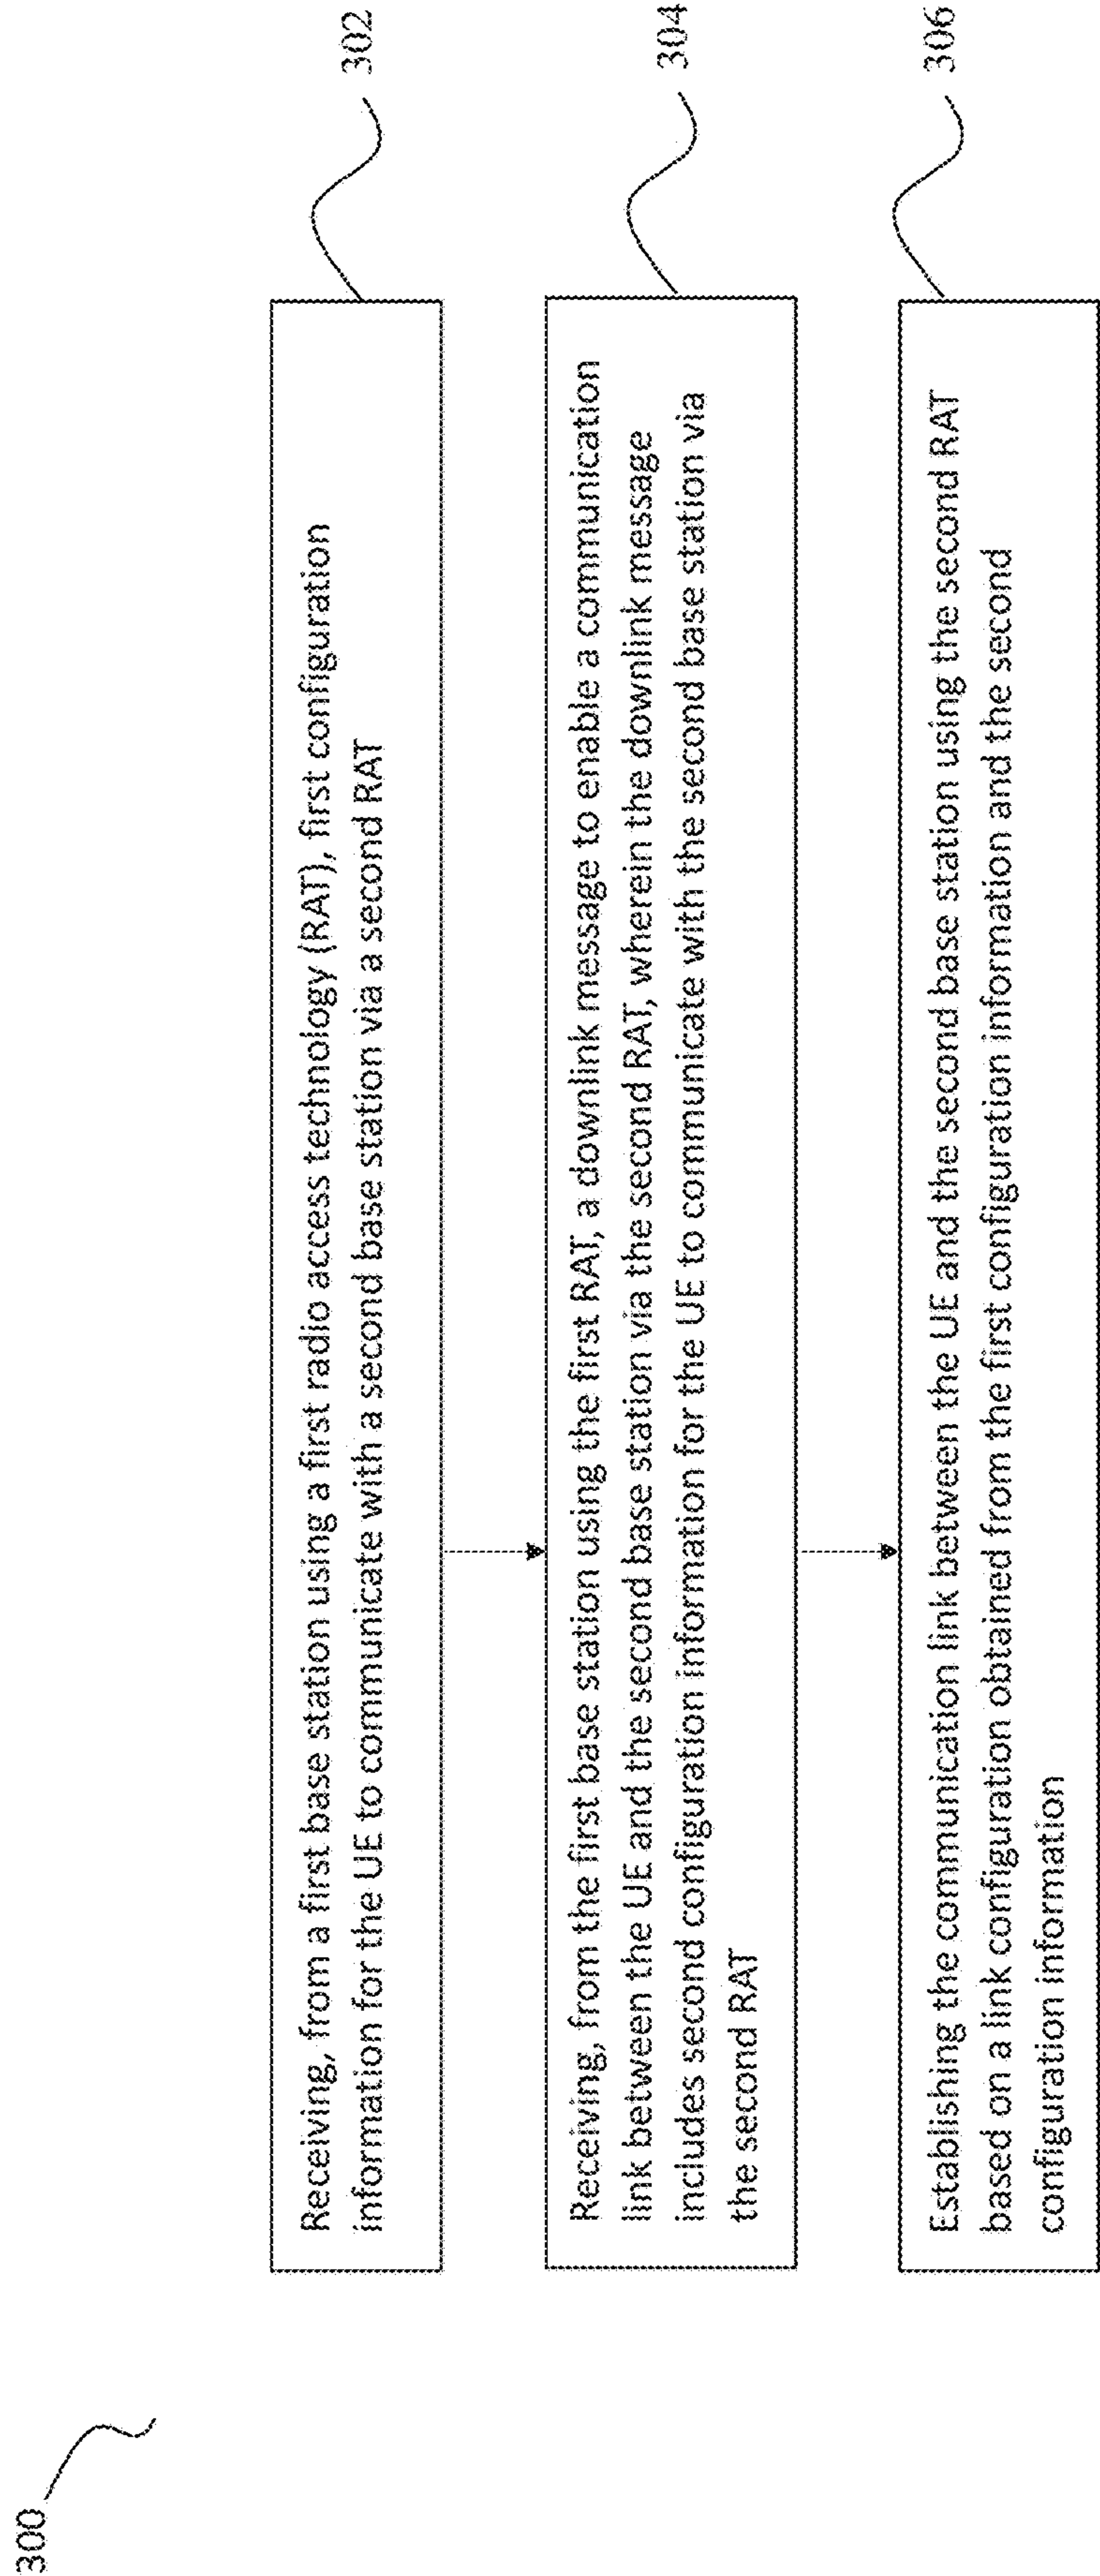 300
Receiving, from a first base station using a first radio access technology (RAT), first configuration
information for the UE to communicate with a second base station via a second RAT
302
Receiving, from the first base station using the first RAT, a downlink message to enable a communication
link between the UE and the second base station via the second RAT, wherein the downlink message
includes second configuration information for the UE to communicate with the second base station via
the second RAT
304
Establishing the communication link between the UE and the second base station using the second RAT
based on a link configuration obtained from the first configuration information and the second
configuration information
306